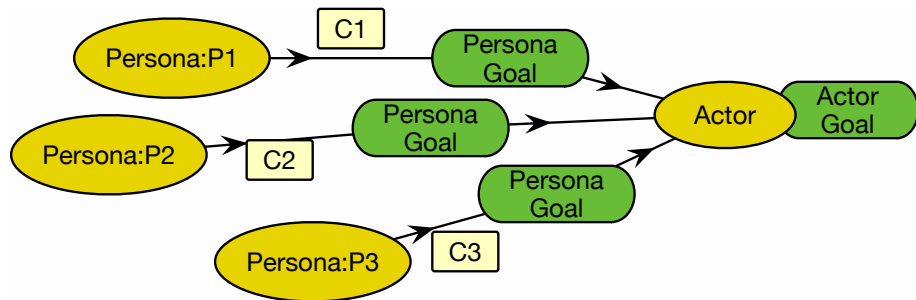 C1
Persona:P1
Persona
Goal
Actor
Actor
Goal
Persona:P2
C2
Persona
Goal
Persona
Goal
Persona:P3
C3